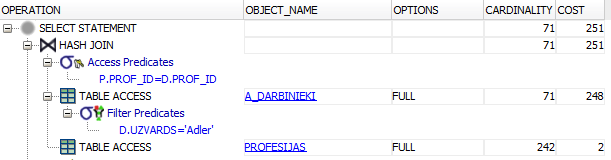 OPERATION OBJECT_NAME OPTIONS CARDINALITY COST
SELECT STATEMENT 71 251
HASH JOIN 71 251
Access Predicates
P.PROF_ID=D.PROF_ID
TABLE ACCESS A_DARBINIEKI FULL 71 248
Filter Predicates
D.UZVARDS='Adler'
TABLE ACCESS PROFESIJAS FULL 242 2